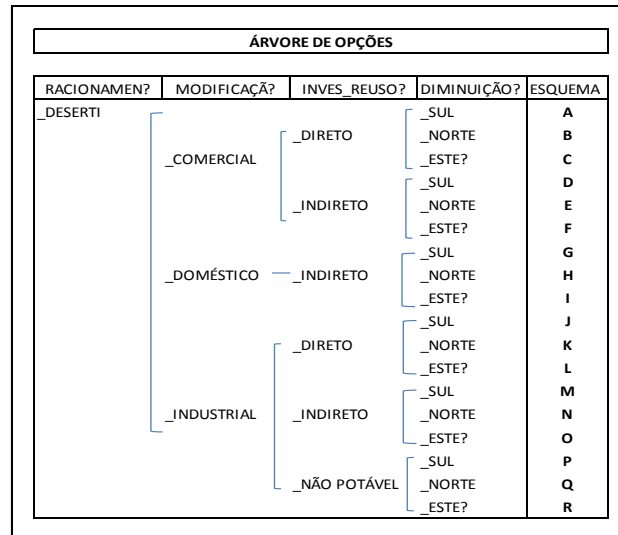 ÁRVORE DE OPÇÕES
RACIONAMEN? MODIFICAÇÃ? INVES_REUSO? DIMINUIÇÃO? ESQUEMA
_DESERTI _SUL A
_DIRETO _NORTE B
_COMERCIAL _ESTE? C
_SUL D
_INDIRETO _NORTE E
_ESTE? F
_SUL G
_DOMÉSTICO _INDIRETO _NORTE H
_ESTE? I
_SUL J
_DIRETO _NORTE K
_ESTE? L
_SUL M
_INDUSTRIAL _INDIRETO _NORTE N
_ESTE? O
_SUL P
_NÃO POTÁVEL _NORTE Q
_ESTE? R